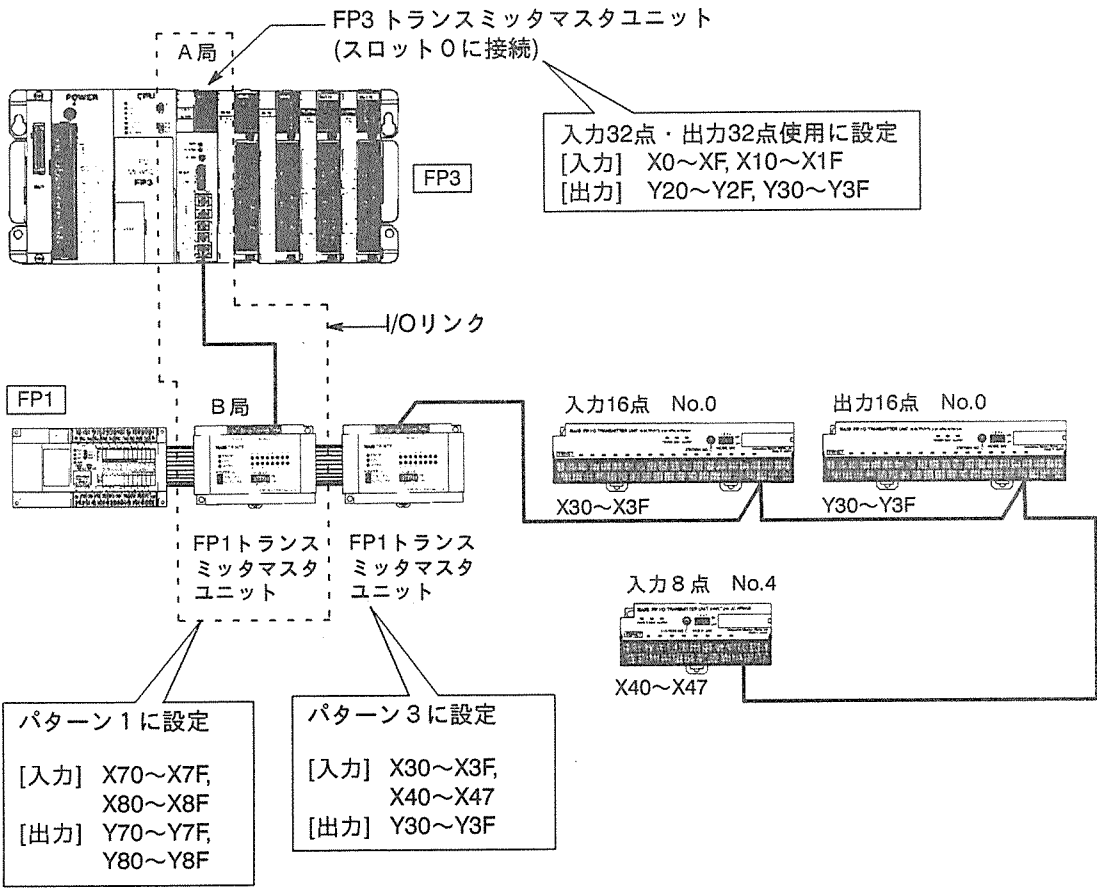 FP3 トランスミッタマスタユニット
(スロット０に接続)
A局
POWER
CPU
FP3
FP3
入力32点・出力32点使用に設定
[入力] X0～XF, X10～X1F
[出力] Y20～Y2F, Y30～Y3F
I/Oリンク
FP1
B局
入力16点 No.0
出力16点 No.0
X30～X3F
Y30～Y3F
FP1トランス
ミッタマスタ
ユニット
FP1トランス
ミッタマスタ
ユニット
入力８点 No.4
X40～X47
パターン１に設定
[入力] X70～X7F,
X80～X8F
[出力] Y70～Y7F,
Y80～Y8F
パターン３に設定
[入力] X30～X3F,
X40～X47
[出力] Y30～Y3F